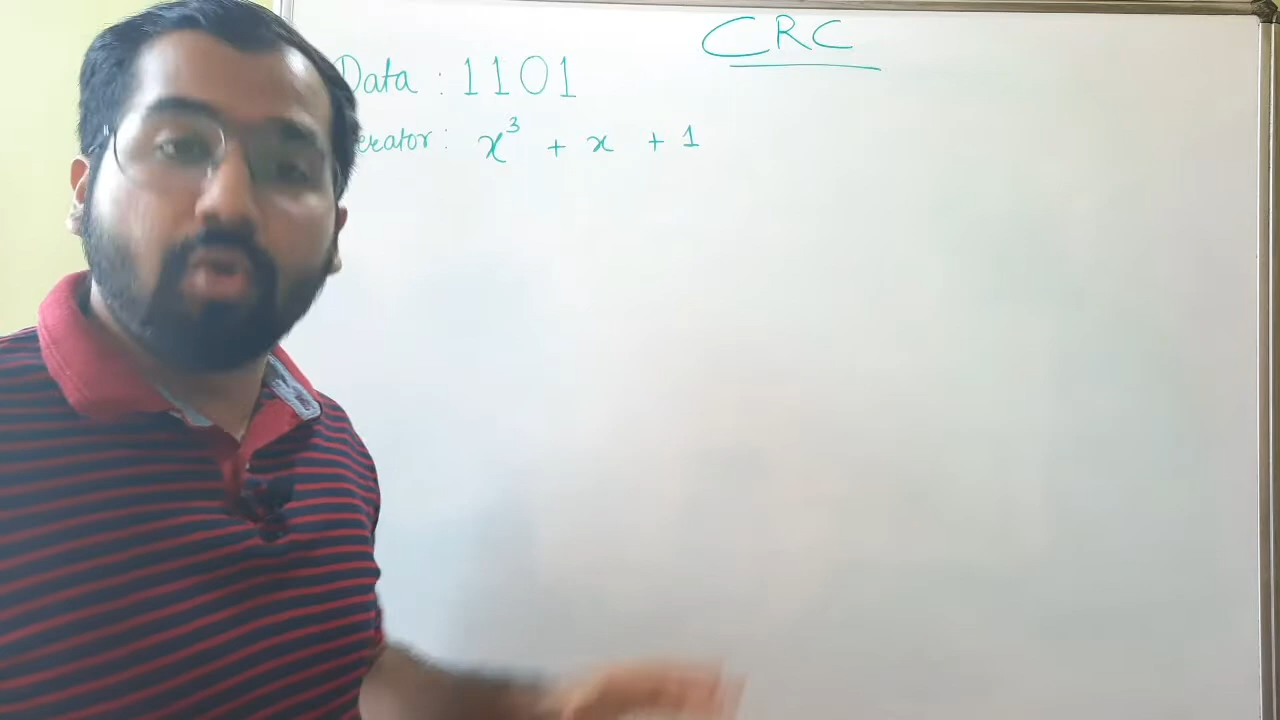 CRC
Data : 1101
erator : x³ + x + 1